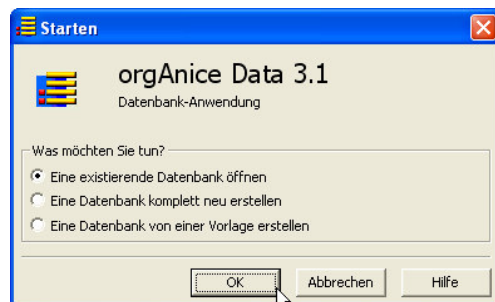 Starten
orgAnice Data 3.1
Datenbank-Anwendung
Was möchten Sie tun?
Eine existierende Datenbank öffnen
Eine Datenbank komplett neu erstellen
Eine Datenbank von einer Vorlage erstellen
OK Abbrechen Hilfe